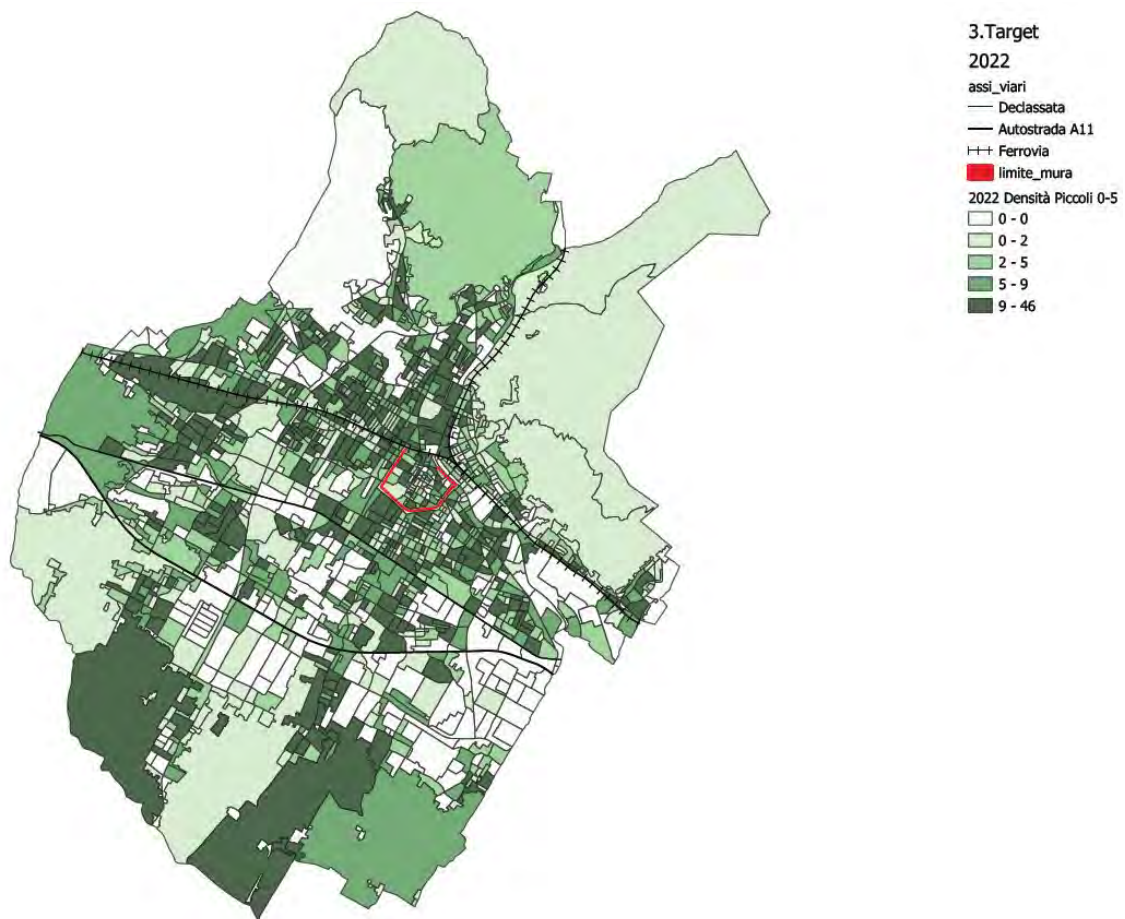 3.Target
2022
assi_viari
Declassata
Autostrada A11
Ferrovia
limite_mura
2022 Densità Piccoli 0-5
0 - 0
0 - 2
2 - 5
5 - 9
9 - 46